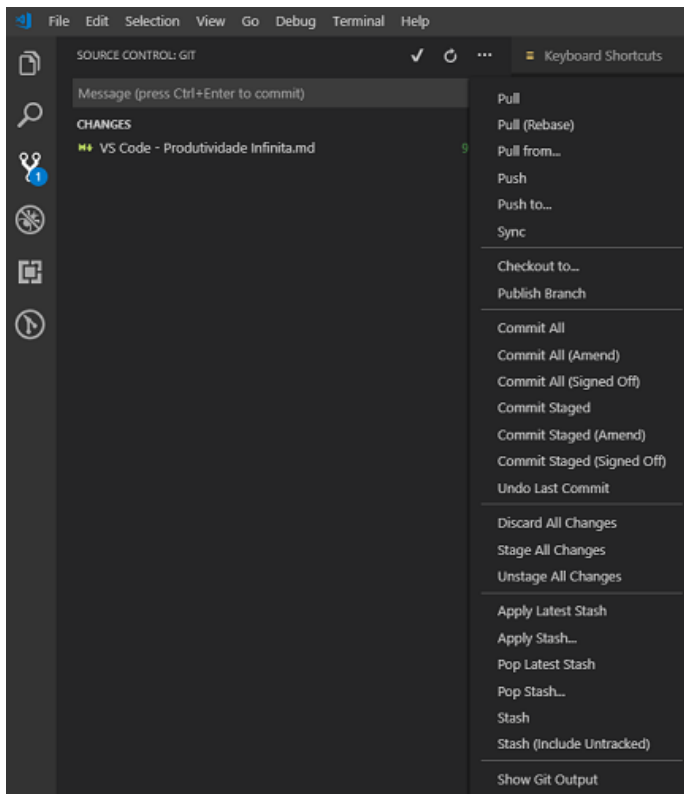 File Edit Selection View Go Debug Terminal Help
SOURCE CONTROL: GIT
Keyboard Shortcuts
Message (press Ctrl+Enter to commit)
CHANGES
VS Code - Produtividade Infinita.md
9
1
Pull
Pull (Rebase)
Pull from...
Push
Push to...
Sync
Checkout to...
Publish Branch
Commit All
Commit All (Amend)
Commit All (Signed Off)
Commit Staged
Commit Staged (Amend)
Commit Staged (Signed Off)
Undo Last Commit
Discard All Changes
Stage All Changes
Unstage All Changes
Apply Latest Stash
Apply Stash...
Pop Latest Stash
Pop Stash...
Stash
Stash (Include Untracked)
Show Git Output